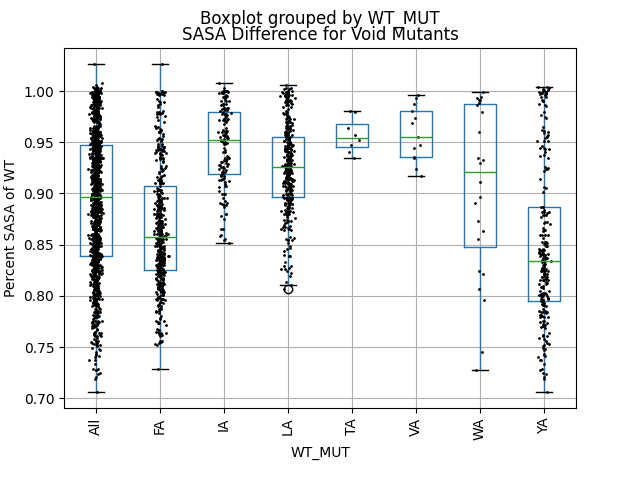 Boxplot grouped by WT_MUT
SASA Difference for Void Mutants
Percent SASA of WT
1.00
0.95
0.90
0.85
0.80
0.75
0.70
All
FA
IA
LA
TA
VA
WA
YA
WT_MUT